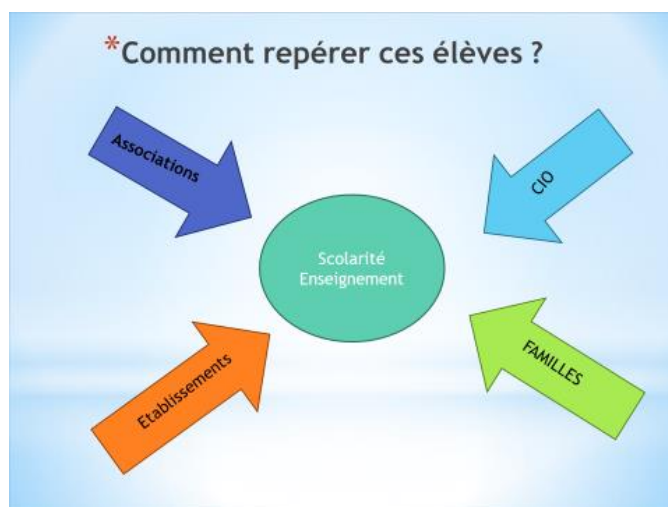 *Comment repérer ces élèves ?
Associations
CIO
Scolarité
Enseignement
Etablissements
FAMILLES